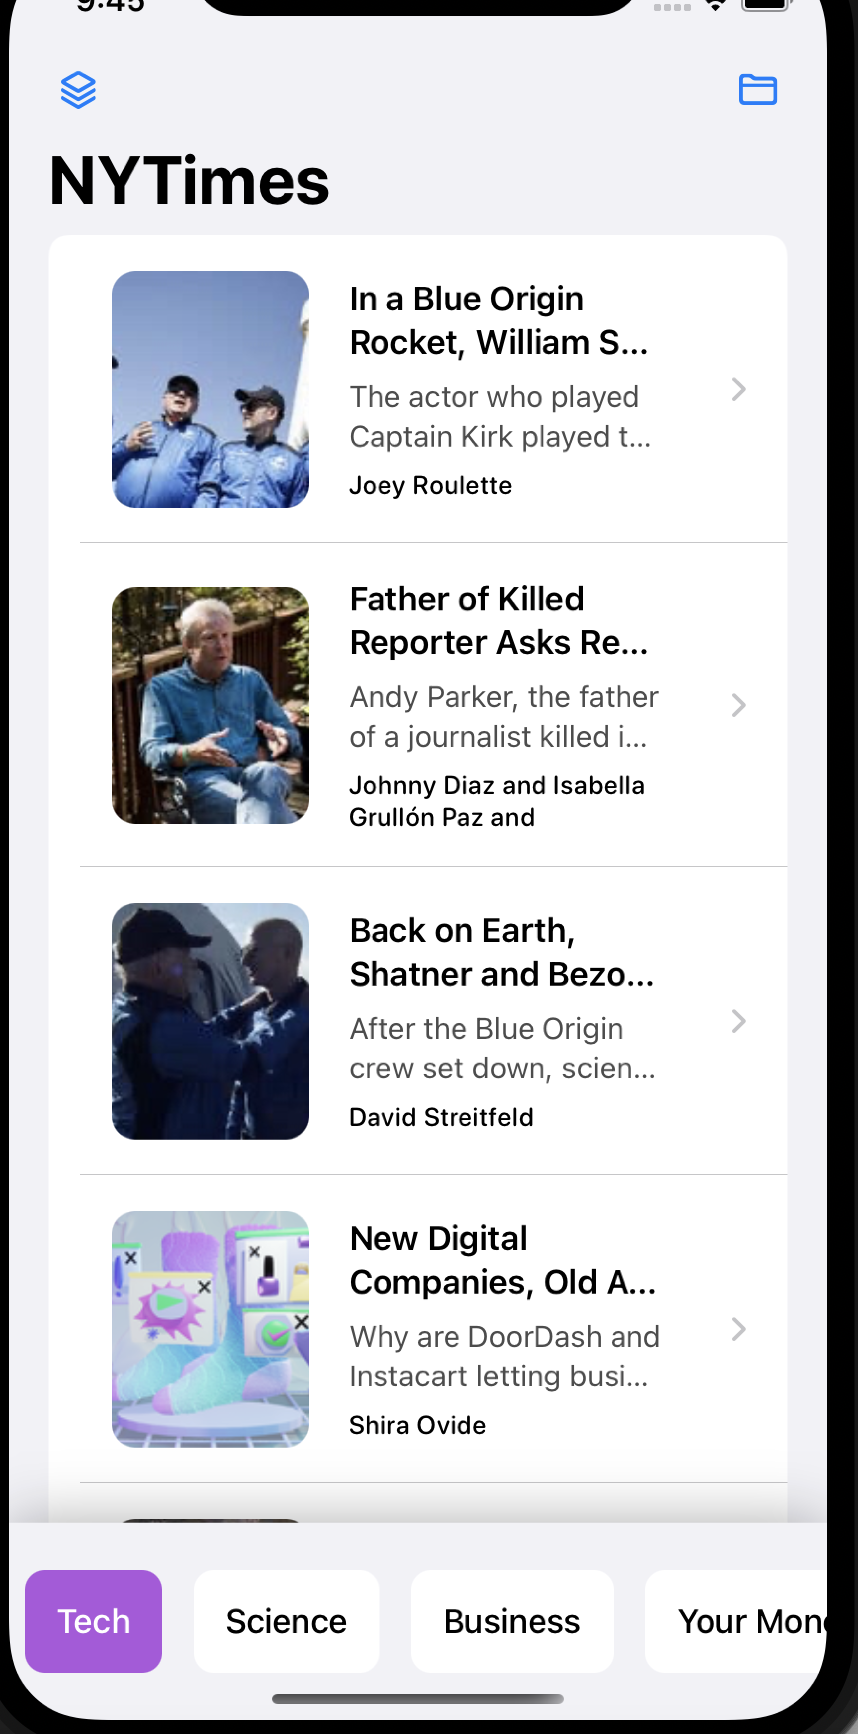 9:45
NYTimes
In a Blue Origin
Rocket, William S...
The actor who played
Captain Kirk played t...
Joey Roulette
Father of Killed
Reporter Asks Re...
Andy Parker, the father
of a journalist killed i...
Johnny Diaz and Isabella
Grullón Paz and
Back on Earth,
Shatner and Bezo...
After the Blue Origin
crew set down, scien...
David Streitfeld
New Digital
Companies, Old A...
Why are DoorDash and
Instacart letting busi...
Shira Ovide
Tech
Science
Business
Your Mon